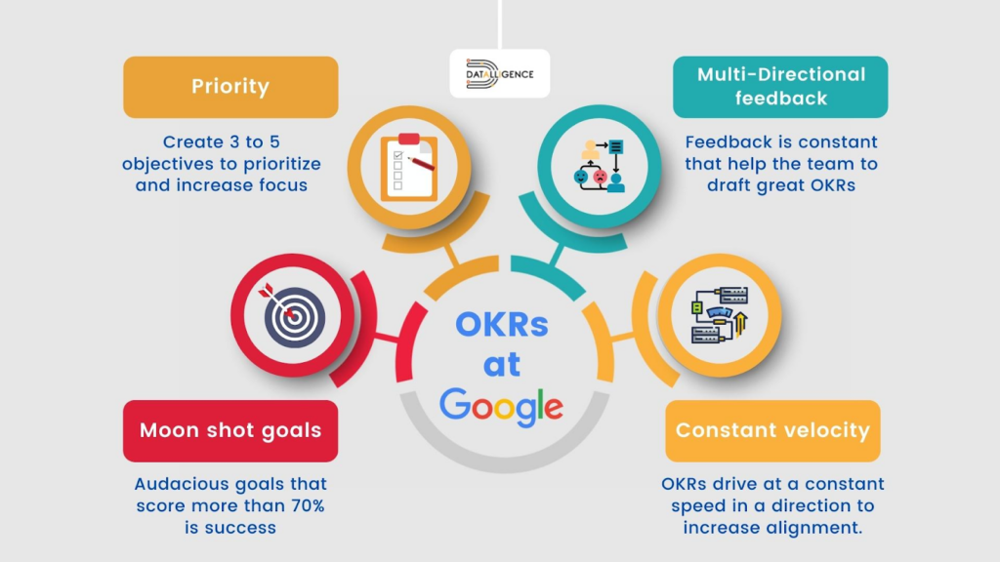 DATALLIGENCE
Priority
Create 3 to 5
objectives to prioritize
and increase focus
Multi-Directional
feedback
Feedback is constant
that help the team to
draft great OKRs
OKRs
at
Google
Moon shot goals
Audacious goals that
score more than 70%
is success
Constant velocity
OKRs drive at a constant
speed in a direction to
increase alignment.